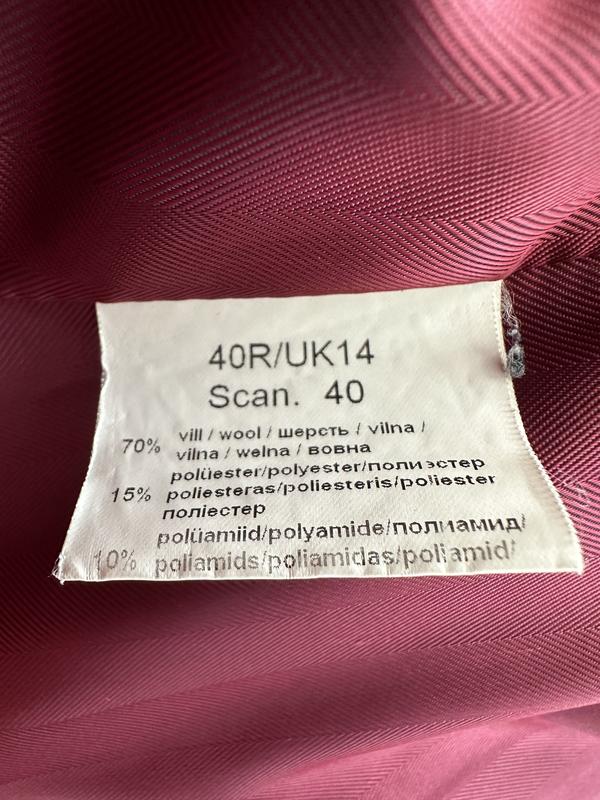 40R/UK14
Scan. 40
70% vill / wool / шерсть / vilna /
vilna / wełna / вовна
polüester/polyester/полиэстер
15% poliesteras/poliesteris/poliester
поліестер
polüamiid/polyamide/полиамид/
10% poliamids/poliamidas/poliamid/